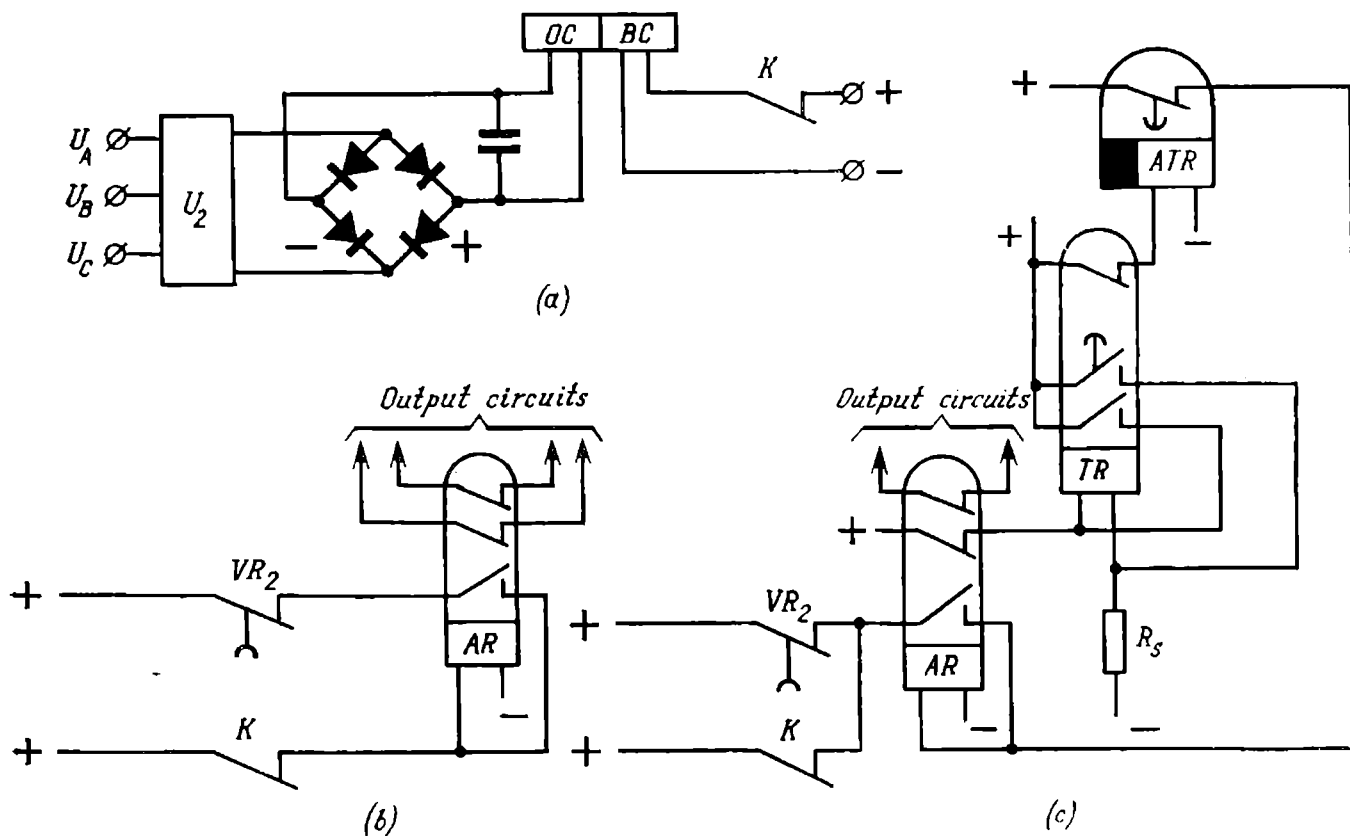 OC BC
K
+
−
U_A
U_B
U_C
U_2
− +
(a)
+
ATR
−
+
TR
R_s
−
Output circuits
+
VR_2
AR
−
+
K
(b)
Output circuits
+
+
VR_2
AR
−
+
K
(c)